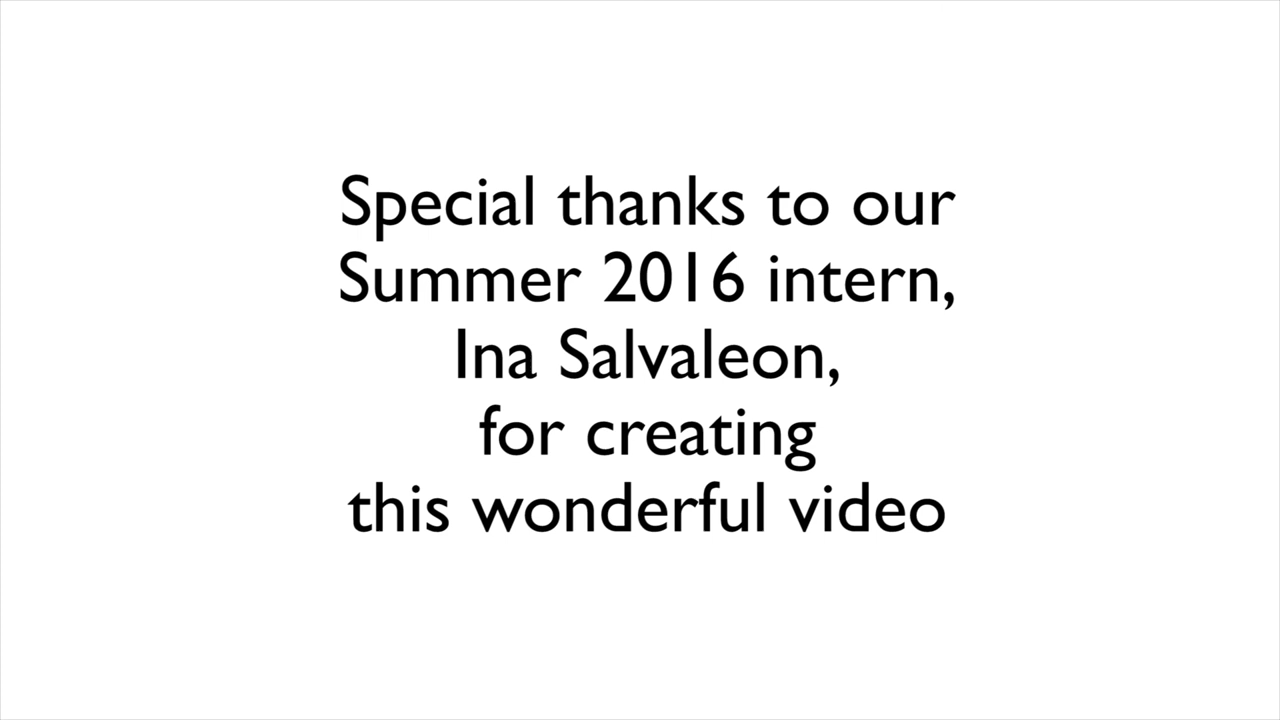 Special thanks to our
Summer 2016 intern,
Ina Salvaleon,
for creating
this wonderful video